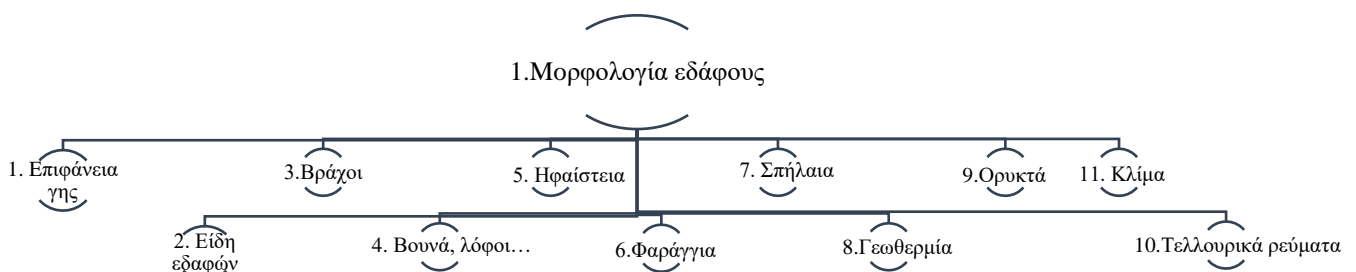 1.Μορφολογία εδάφους
1. Επιφάνεια
γης
3.Βράχοι
5. Ηφαίστεια
7. Σπήλαια
9.Ορυκτά
11. Κλίμα
2. Είδη
εδαφών
4. Βουνά, λόφοι…
6.Φαράγγια
8.Γεωθερμία
10.Τελλουρικά ρεύματα